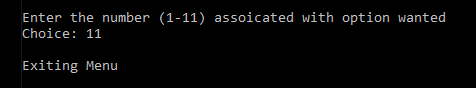 Enter the number (1-11) assoicated with option wanted
Choice: 11
Exiting Menu